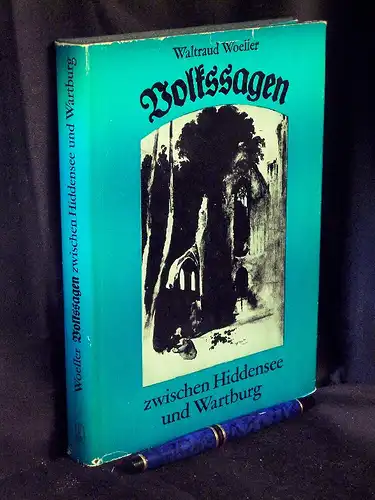 Waltraud Woeller
Volkssagen
zwischen Hiddensee
und Wartburg
Woeller Volkssagen zwischen Hiddensee und Wartburg